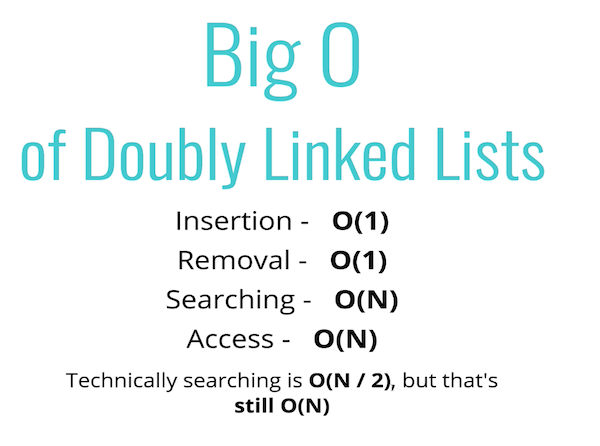 Big O
of Doubly Linked Lists
Insertion - O(1)
Removal - O(1)
Searching - O(N)
Access - O(N)
Technically searching is O(N / 2), but that's
still O(N)